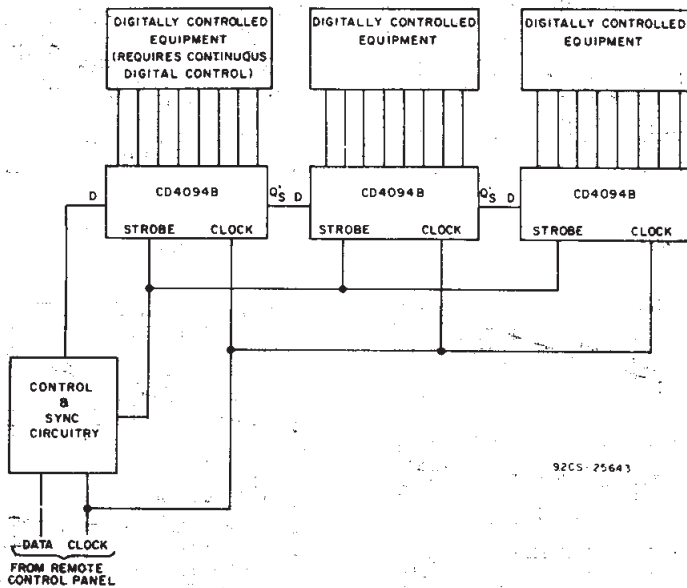 DIGITALLY CONTROLLED
EQUIPMENT
(REQUIRES CONTINUOUS
DIGITAL CONTROL)
DIGITALLY CONTROLLED
EQUIPMENT
DIGITALLY CONTROLLED
EQUIPMENT
D
CD4094B
STROBE CLOCK
Q'S
D
CD4094B
STROBE CLOCK
Q'S
D
CD4094B
STROBE CLOCK
CONTROL
&
SYNC
CIRCUITRY
92CS-25643
DATA CLOCK
FROM REMOTE
CONTROL PANEL